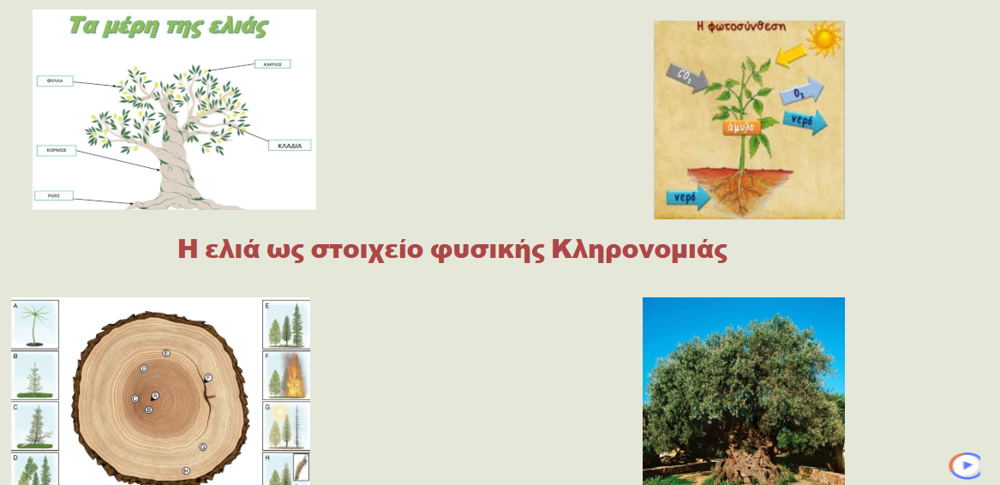 Τα μέρη της ελιάς
ΚΑΡΠΟΣ
ΦΥΛΛΑ
ΚΛΑΔΙΑ
ΚΟΡΜΟΣ
ΡΙΖΕΣ
Η φωτοσύνθεση
CO2
O2
νερό
άμυλο
νερό
Η ελιά ως στοιχείο φυσικής Κληρονομιάς
A
B
C
D
E
D
F
C
A
B
G
H
E
F
G
H